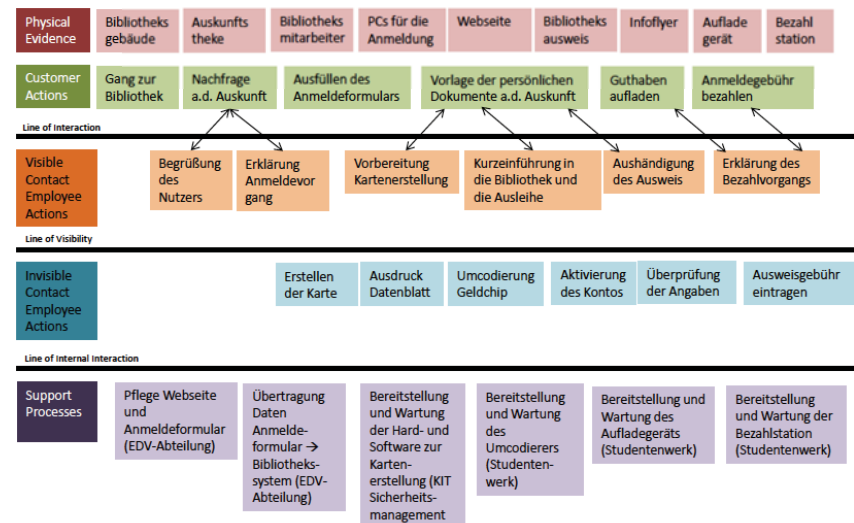 Physical
Evidence
Bibliotheks
gebäude
Auskunfts
theke
Bibliotheks
mitarbeiter
PCs für die
Anmeldung
Webseite
Bibliotheks
ausweis
Infoflyer
Auflade
gerät
Bezahl
station
Customer
Actions
Gang zur
Bibliothek
Nachfrage
a.d. Auskunft
Ausfüllen des
Anmeldeformulars
Vorlage der persönlichen
Dokumente a.d. Auskunft
Guthaben
aufladen
Anmeldegebühr
bezahlen
Line of Interaction
Visible
Contact
Employee
Actions
Begrüßung
des
Nutzers
Erklärung
Anmeldevor
gang
Vorbereitung
Kartenerstellung
Kurzeinführung in
die Bibliothek und
die Ausleihe
Aushändigung
des Ausweis
Erklärung des
Bezahlvorgangs
Line of Visibility
Invisible
Contact
Employee
Actions
Erstellen
der Karte
Ausdruck
Datenblatt
Umcodierung
Geldchip
Aktivierung
des Kontos
Überprüfung
der Angaben
Ausweisgebühr
eintragen
Line of Internal Interaction
Support
Processes
Pflege Webseite
und
Anmeldeformular
(EDV-Abteilung)
Übertragung
Daten
Anmelde-
formular →
Bibliotheks-
system (EDV-
Abteilung)
Bereitstellung
und Wartung
der Hard- und
Software zur
Karten-
erstellung (KIT
Sicherheits-
management
Bereitstellung
und Wartung
des
Umcodierers
(Studenten-
werk)
Bereitstellung und
Wartung des
Aufladegeräts
(Studentenwerk)
Bereitstellung
und Wartung der
Bezahlstation
(Studentenwerk)